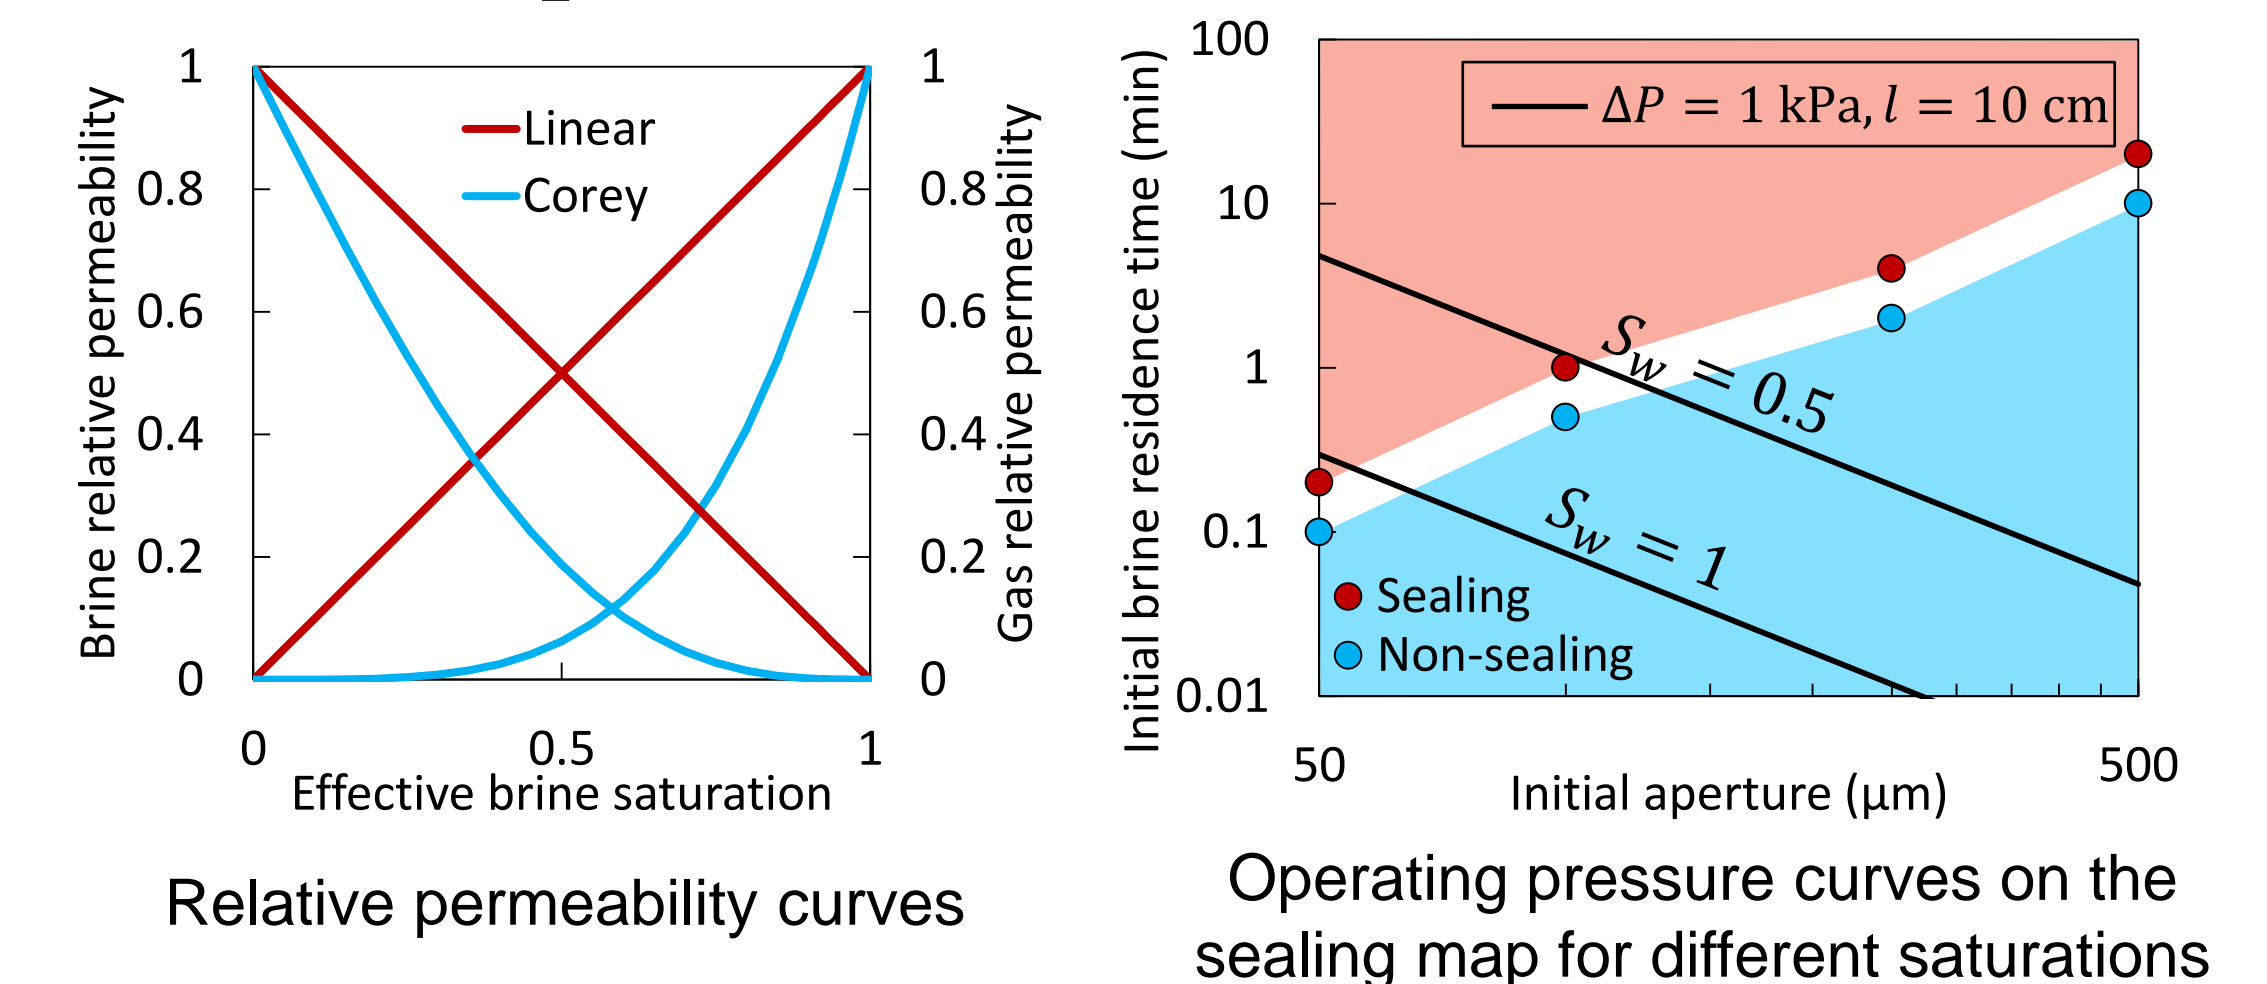 Brine relative permeability
1
0.8
0.6
0.4
0.2
0
Linear
Corey
1
0.8
0.6
0.4
0.2
0
Gas relative permeability
0
0.5
1
Effective brine saturation
Relative permeability curves
Initial brine residence time (min)
100
10
1
0.1
0.01
ΔP = 1 kPa, l = 10 cm
S_w = 0.5
S_w = 1
Sealing
Non-sealing
50
500
Initial aperture (μm)
Operating pressure curves on the
sealing map for different saturations